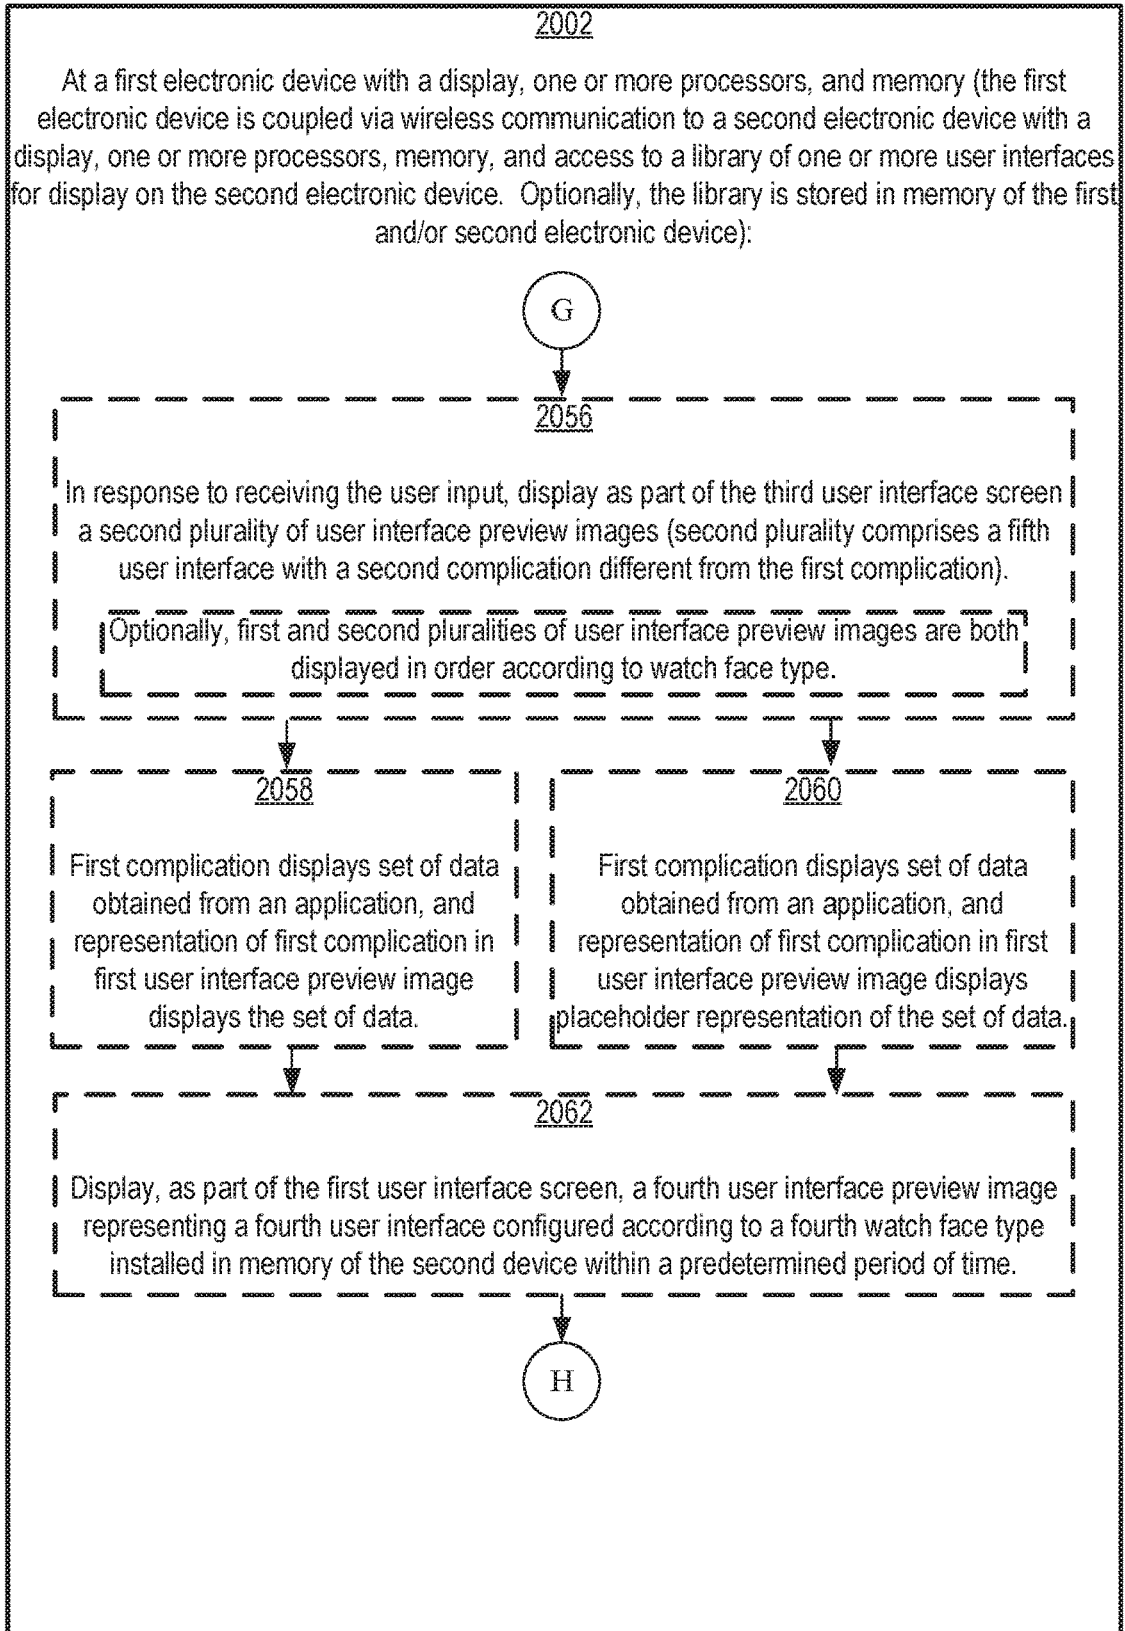 2002
At a first electronic device with a display, one or more processors, and memory (the first
electronic device is coupled via wireless communication to a second electronic device with a
display, one or more processors, memory, and access to a library of one or more user interfaces
for display on the second electronic device. Optionally, the library is stored in memory of the first
and/or second electronic device):
G
2056
In response to receiving the user input, display as part of the third user interface screen
a second plurality of user interface preview images (second plurality comprises a fifth
user interface with a second complication different from the first complication).
Optionally, first and second pluralities of user interface preview images are both
displayed in order according to watch face type.
2058
First complication displays set of data
obtained from an application, and
representation of first complication in
first user interface preview image
displays the set of data.
2060
First complication displays set of data
obtained from an application, and
representation of first complication in first
user interface preview image displays
placeholder representation of the set of data.
2062
Display, as part of the first user interface screen, a fourth user interface preview image
representing a fourth user interface configured according to a fourth watch face type
installed in memory of the second device within a predetermined period of time.
H